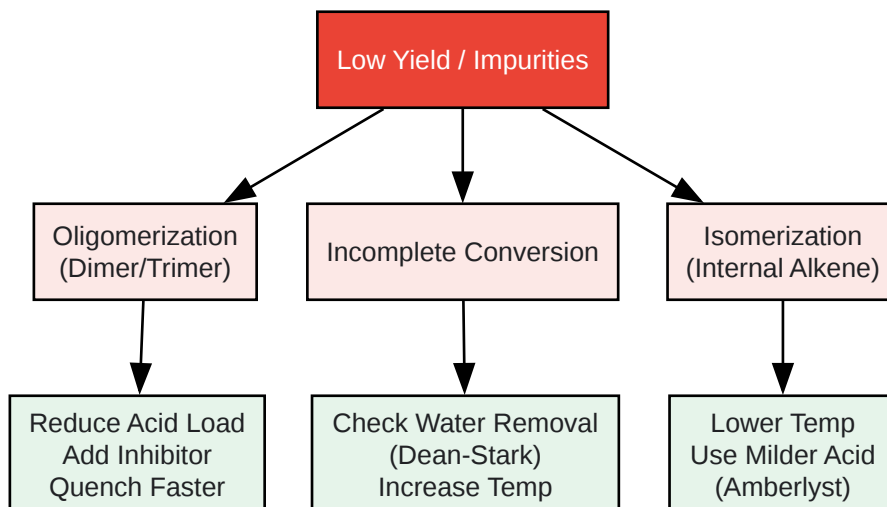 Low Yield / Impurities
Oligomerization
(Dimer/Trimer)
Incomplete Conversion
Isomerization
(Internal Alkene)
Reduce Acid Load
Add Inhibitor
Quench Faster
Check Water Removal
(Dean-Stark)
Increase Temp
Lower Temp
Use Milder Acid
(Amberlyst)